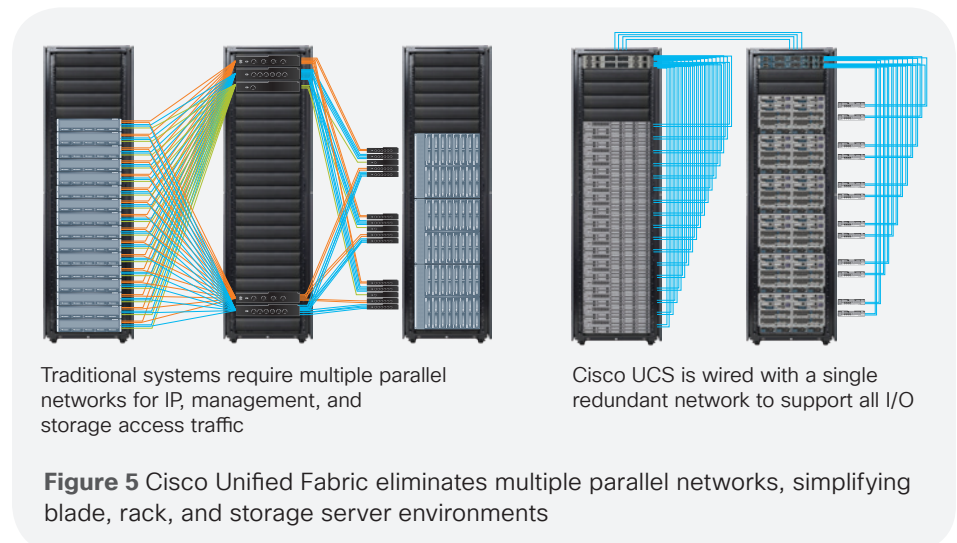 Traditional systems require multiple parallel
networks for IP, management, and
storage access traffic
Cisco UCS is wired with a single
redundant network to support all I/O
Figure 5 Cisco Unified Fabric eliminates multiple parallel networks, simplifying
blade, rack, and storage server environments